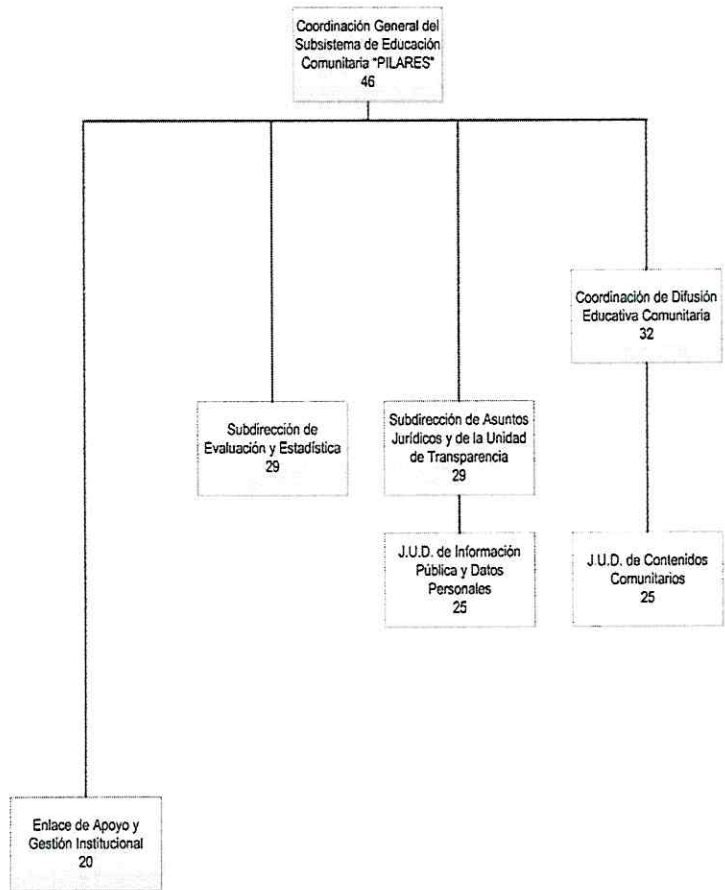 Coordinación General del
Subsistema de Educación
Comunitaria "PILARES"
46
Coordinación de Difusión
Educativa Comunitaria
32
Subdirección de
Evaluación y Estadística
29
Subdirección de Asuntos
Jurídicos y de la Unidad
de Transparencia
29
J.U.D. de Información
Pública y Datos
Personales
25
J.U.D. de Contenidos
Comunitarios
25
Enlace de Apoyo y
Gestión Institucional
20